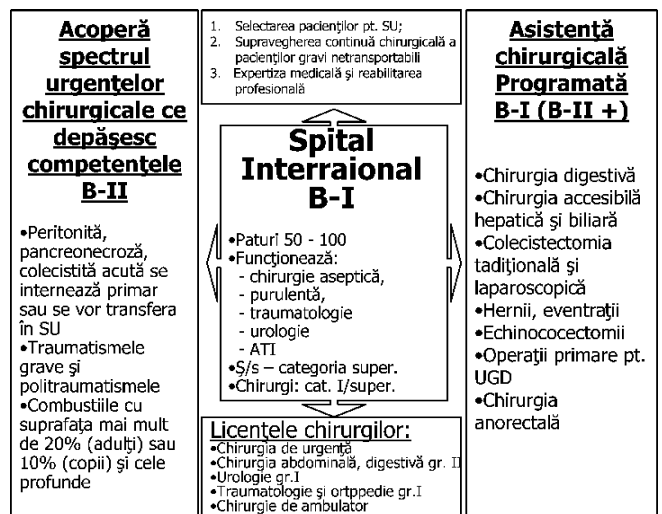 Acoperă
spectrul
urgenţelor
chirurgicale ce
depăşesc
competenţele
B-II
•Peritonită,
pancreonecroză,
colecistită acută se
internează primar
sau se vor transfera
în SU
•Traumatismele
grave şi
politraumatismele
•Combustiile cu
suprafaţa mai mult
de 20% (adulţi) sau
10% (copii) şi cele
profunde
1. Selectarea pacienţilor pt. SU;
2. Supravegherea continuă chirurgicală a
pacienţilor gravi netransportabili
3. Expertiza medicală şi reabilitarea
profesională
Spital
Interraional
B-I
•Paturi 50 - 100
•Funcţionează:
- chirurgie aseptică,
- purulentă,
- traumatologie
- urologie
- ATI
•Ş/s – categoria super.
•Chirurgi: cat. I/super.
Licenţele chirurgilor:
•Chirurgia de urgenţă
•Chirurgia abdominală, digestivă gr. II
•Urologie gr.I
•Traumatologie şi ortppedie gr.I
•Chirurgie de ambulator
Asistenţă
chirurgicală
Programată
B-I (B-II +)
•Chirurgia digestivă
•Chirurgia accesibilă
hepatică şi biliară
•Colecistectomia
tadiţională şi
laparoscopică
•Hernii, eventraţii
•Echinococectomii
•Operaţii primare pt.
UGD
•Chirurgia
anorectală